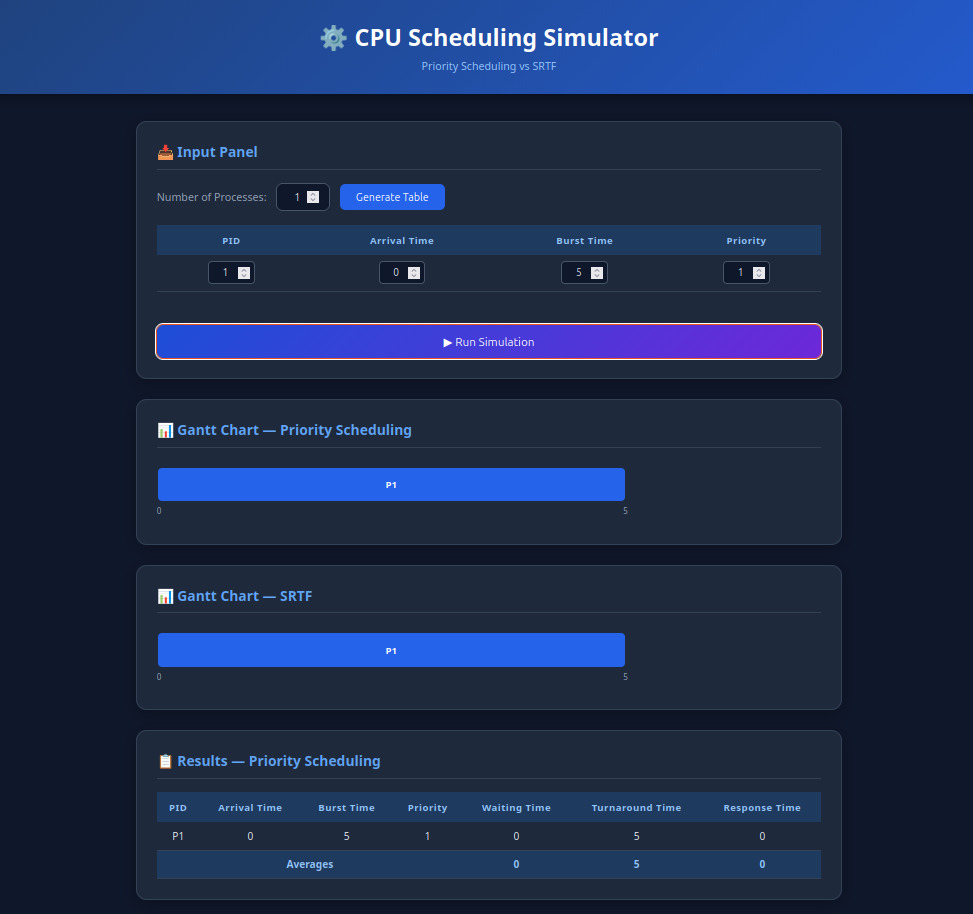 ⚙️ CPU Scheduling Simulator
Priority Scheduling vs SRTF
📥 Input Panel
Number of Processes: 1 Generate Table
PID Arrival Time Burst Time Priority
1 0 5 1
▶ Run Simulation
📊 Gantt Chart — Priority Scheduling
P1
0 5
📊 Gantt Chart — SRTF
P1
0 5
📋 Results — Priority Scheduling
PID Arrival Time Burst Time Priority Waiting Time Turnaround Time Response Time
P1 0 5 1 0 5 0
Averages 0 5 0